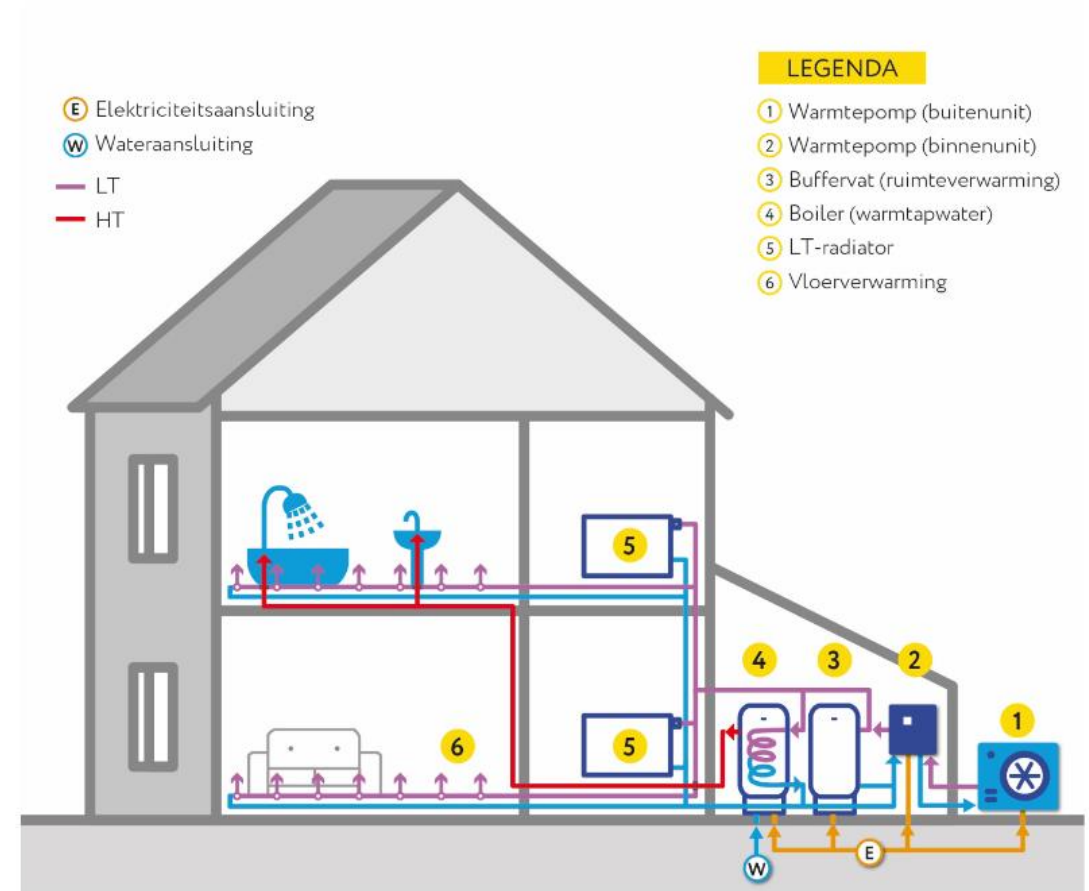 E Elektriciteitsaansluiting
W Wateraansluiting
LT
HT
LEGENDA
1 Warmtepomp (buitenunit)
2 Warmtepomp (binnenunit)
3 Buffervat (ruimteverwarming)
4 Boiler (warmtapwater)
5 LT-radiator
6 Vloerverwarming
5
4
3
2
1
6
5
E
W